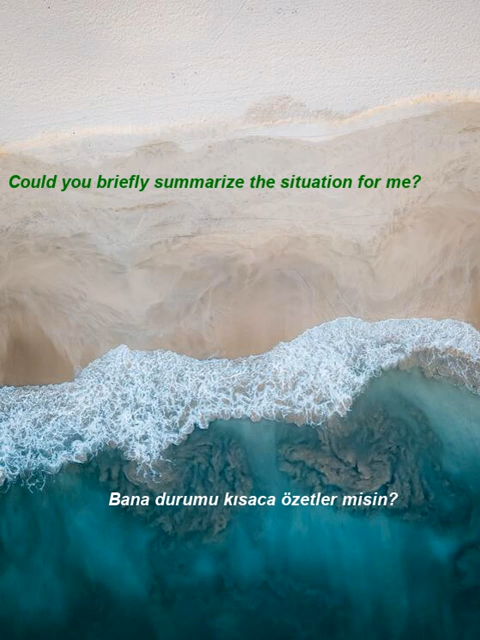 Could you briefly summarize the situation for me?
Bana durumu kısaca özetler misin?